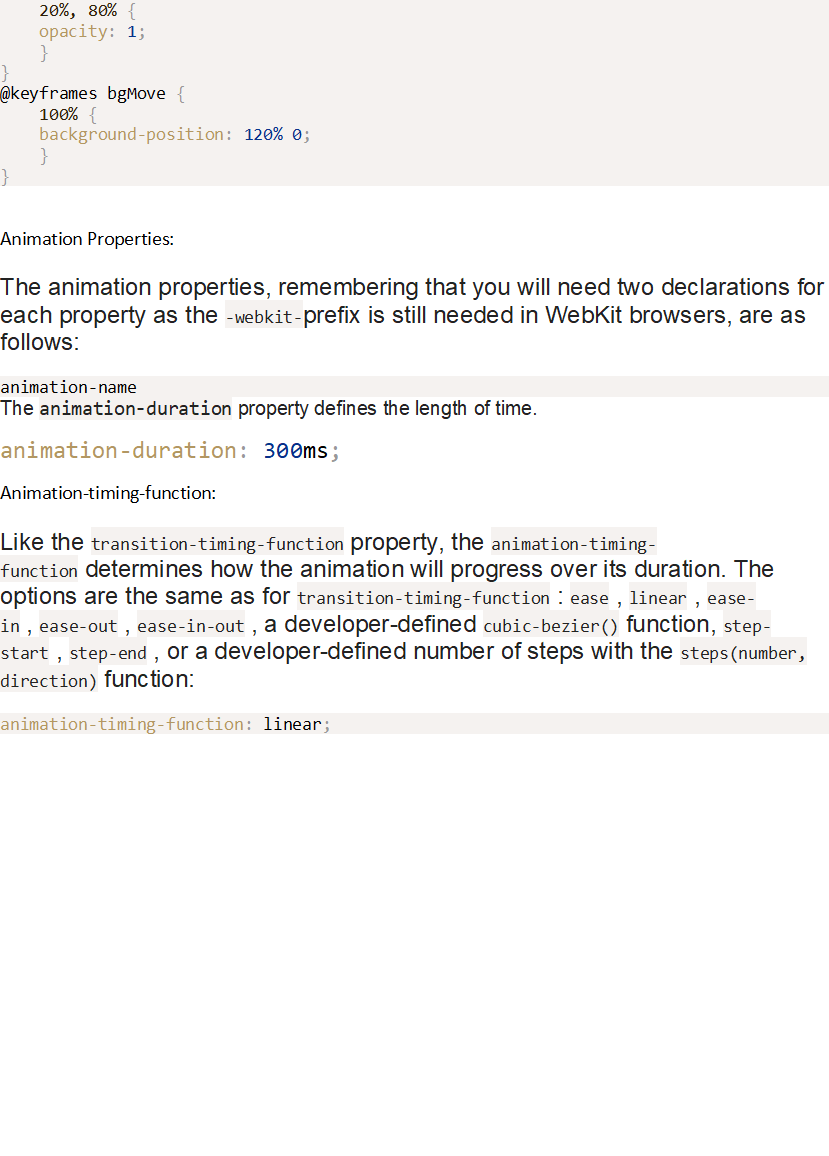 20%, 80% {
opacity: 1;
}
}
@keyframes bgMove {
100% {
background-position: 120% 0;
}
}
Animation Properties:
The animation properties, remembering that you will need two declarations for
each property as the -webkit-prefix is still needed in WebKit browsers, are as
follows:
animation-name
The animation-duration property defines the length of time.
animation-duration: 300ms;
Animation-timing-function:
Like the transition-timing-function property, the animation-timing-
function determines how the animation will progress over its duration. The
options are the same as for transition-timing-function : ease , linear , ease-
in , ease-out , ease-in-out , a developer-defined cubic-bezier() function, step-
start , step-end , or a developer-defined number of steps with the steps(number,
direction) function:
animation-timing-function: linear;